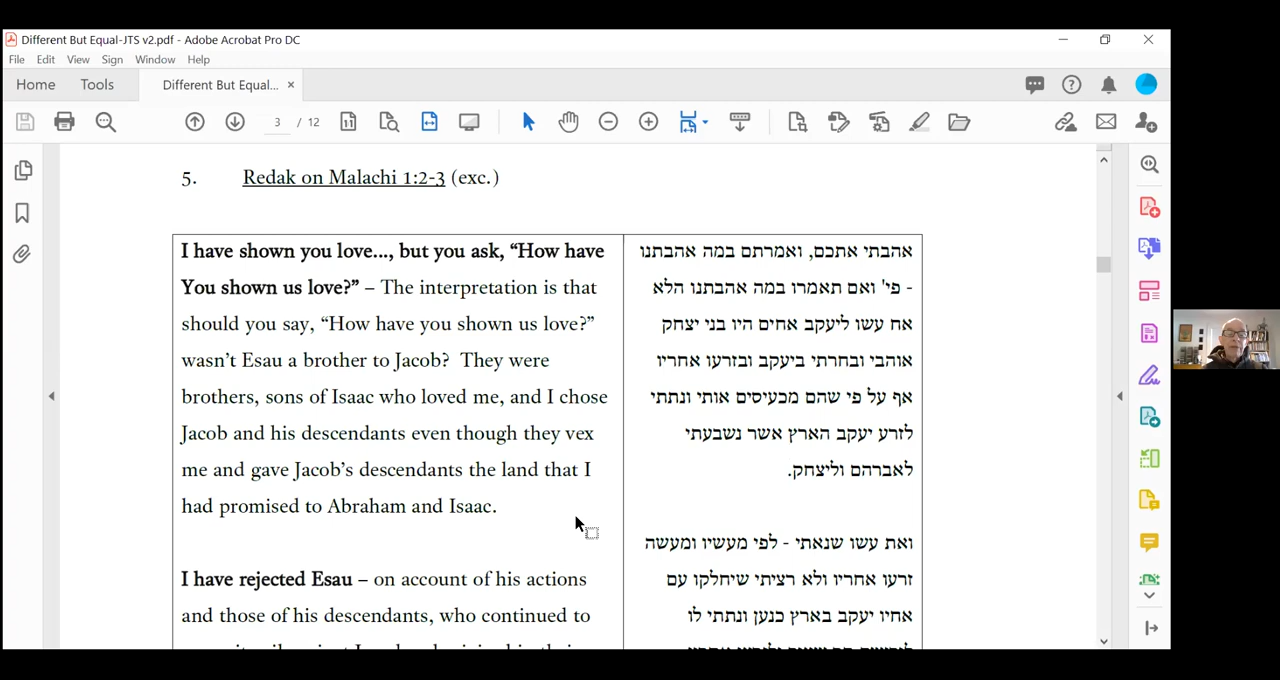 Different But Equal-JTS v2.pdf - Adobe Acrobat Pro DC
File Edit View Sign Window Help
Home Tools Different But Equal... ×
3 / 12
5. Redak on Malachi 1:2-3 (exc.)
I have shown you love..., but you ask, “How have
You shown us love?” – The interpretation is that
should you say, “How have you shown us love?”
wasn’t Esau a brother to Jacob? They were
brothers, sons of Isaac who loved me, and I chose
Jacob and his descendants even though they vex
me and gave Jacob’s descendants the land that I
had promised to Abraham and Isaac.
I have rejected Esau – on account of his actions
and those of his descendants, who continued to
אהבתי אתכם, ואמרתם במה אהבתנו
- פי' ואם תאמרו במה אהבתנו הלא
אח עשו ליעקב אחים היו בני יצחק
אוהבי ובחרתי ביעקב ובזרעו אחריו
אף על פי שהם מכעיסים אותי ונתתי
לזרע יעקב הארץ אשר נשבעתי
לאברהם וליצחק.
ואת עשו שנאתי - לפי מעשיו ומעשה
זרעו אחריו ולא רציתי שיחלקו עם
אחיו יעקב בארץ כנען ונתתי לו